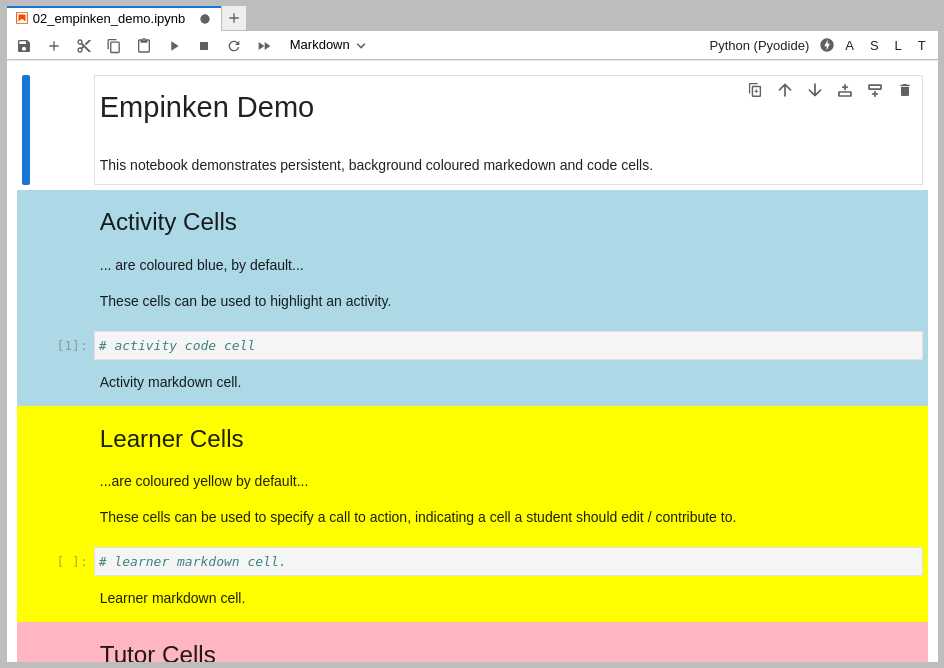 02_empinken_demo.ipynb
Markdown
Python (Pyodide) A S L T
Empinken Demo
This notebook demonstrates persistent, background coloured markedown and code cells.
Activity Cells
... are coloured blue, by default...
These cells can be used to highlight an activity.
[1]: # activity code cell
Activity markdown cell.
Learner Cells
...are coloured yellow by default...
These cells can be used to specify a call to action, indicating a cell a student should edit / contribute to.
[ ]: # learner markdown cell.
Learner markdown cell.
Tutor Cells